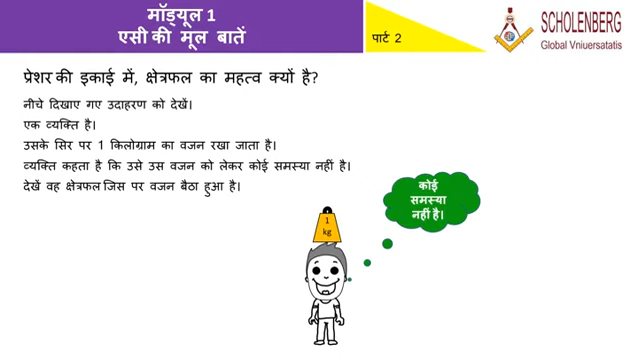 मॉड्यूल 1
एसी की मूल बातें
पार्ट 2
SCHOLENBERG
Global Vniuersatatis
प्रेशर की इकाई में, क्षेत्रफल का महत्व क्यों है?
नीचे दिखाए गए उदाहरण को देखें।
एक व्यक्ति है।
उसके सिर पर 1 किलोग्राम का वजन रखा जाता है।
व्यक्ति कहता है कि उसे उस वजन को लेकर कोई समस्या नहीं है।
देखें वह क्षेत्रफल जिस पर वजन बैठा हुआ है।
कोई
समस्या
नहीं है।
1
kg